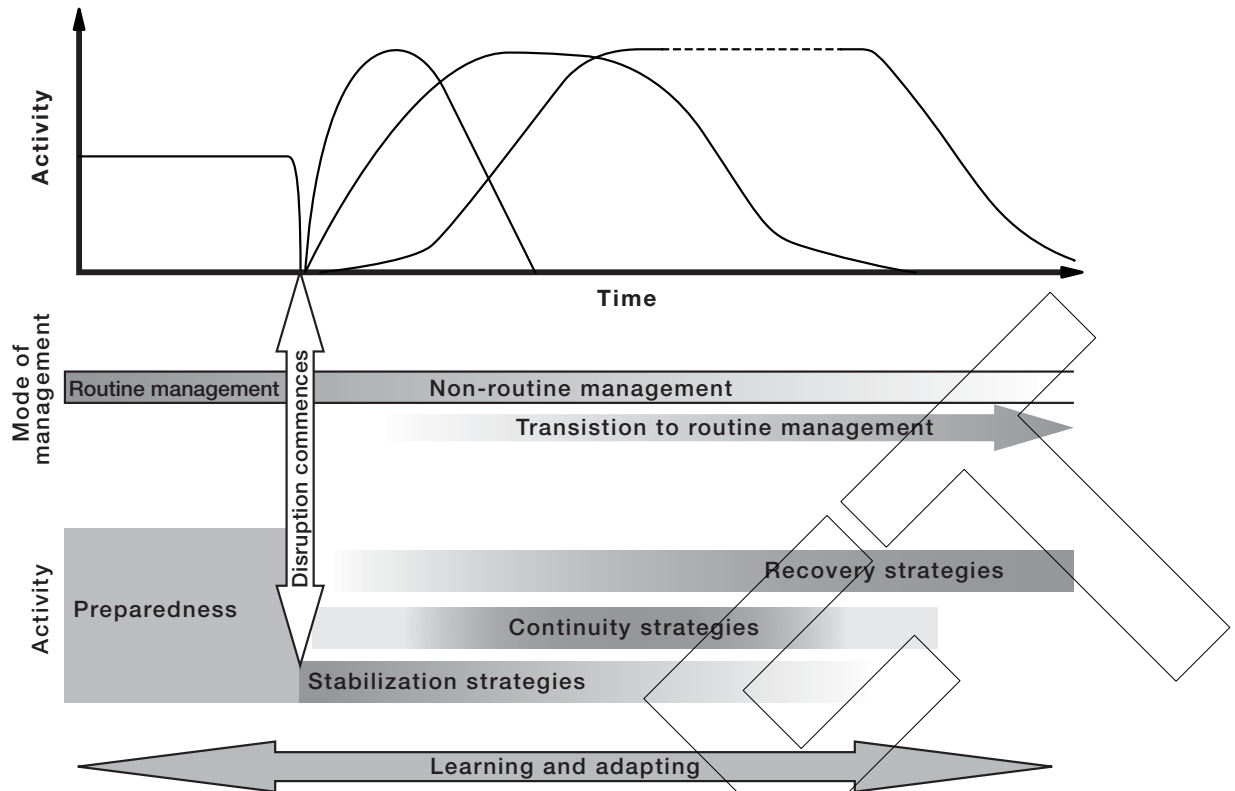 Activity
Time
Mode of
management
Routine management
Non-routine management
Transistion to routine management
Disruption commences
Activity
Preparedness
Recovery strategies
Continuity strategies
Stabilization strategies
Learning and adapting